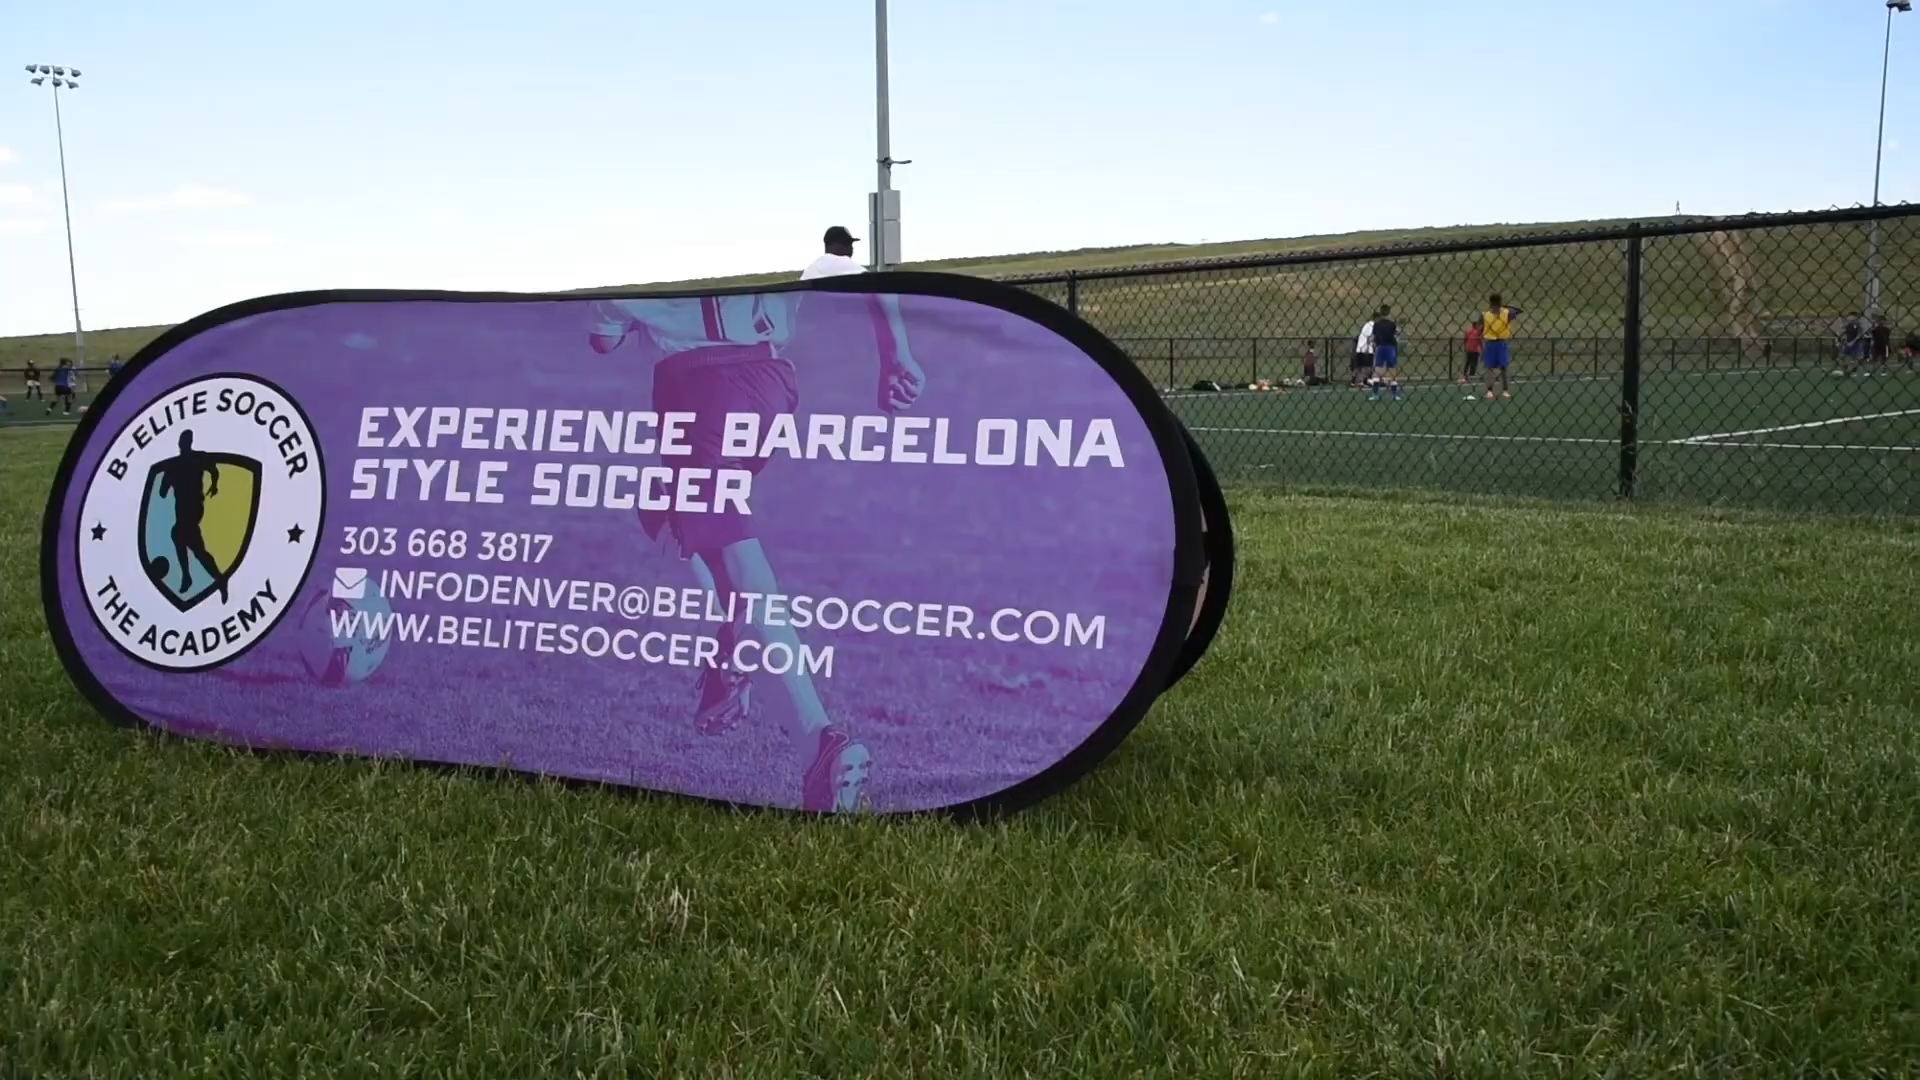 B-ELITE SOCCER
THE ACADEMY
EXPERIENCE BARCELONA
STYLE SOCCER
303 668 3817
INFODENVER@BELITESOCCER.COM
WWW.BELITESOCCER.COM